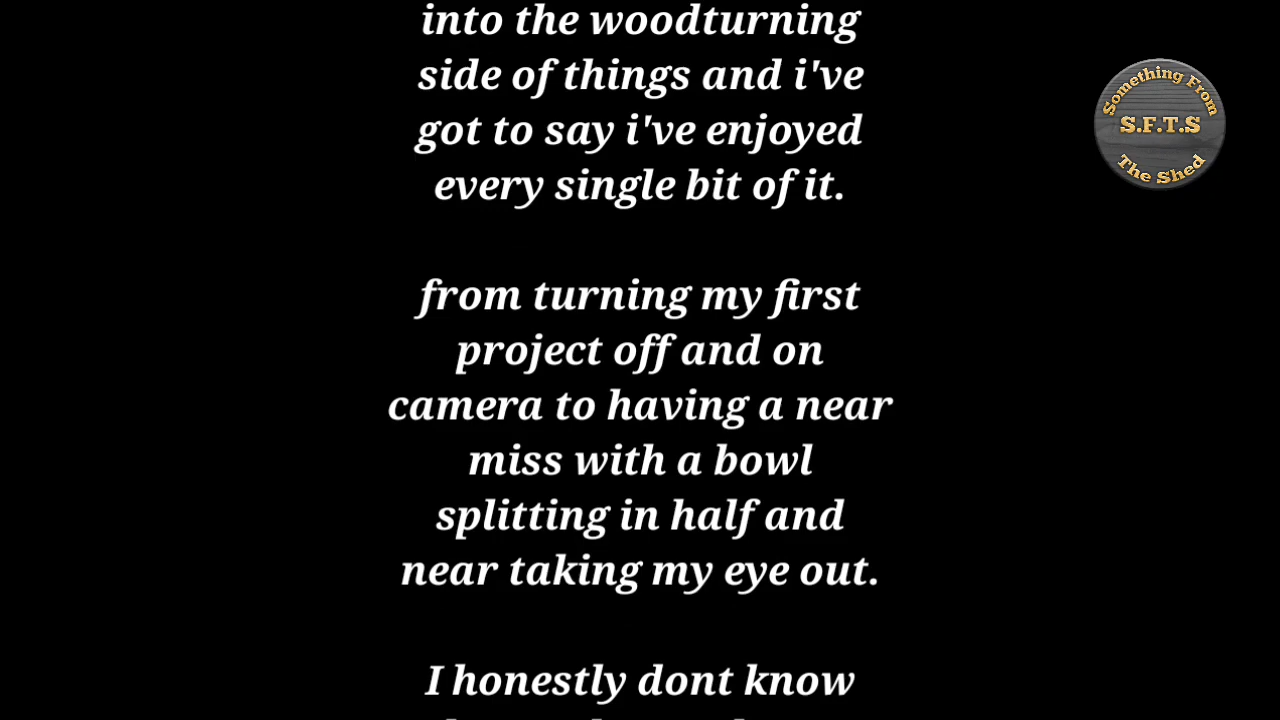 into the woodturning
side of things and i've
got to say i've enjoyed
every single bit of it.
from turning my first
project off and on
camera to having a near
miss with a bowl
splitting in half and
near taking my eye out.
I honestly dont know
Something From
S.F.T.S
The Shed